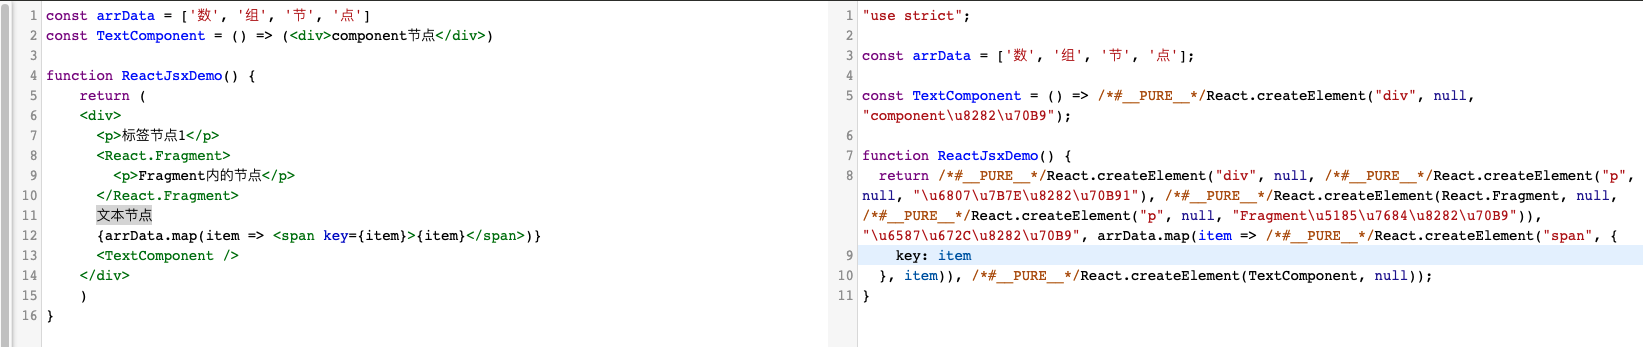 1 const arrData = ['数', '组', '节', '点']
2 const TextComponent = () => (<div>component节点</div>)
3
4 function ReactJsxDemo() {
5     return (
6     <div>
7       <p>标签节点1</p>
8       <React.Fragment>
9         <p>Fragment内的节点</p>
10       </React.Fragment>
11       文本节点
12       {arrData.map(item => <span key={item}>{item}</span>)}
13       <TextComponent />
14     </div>
15     )
16 }
1 "use strict";
2
3 const arrData = ['数', '组', '节', '点'];
4
5 const TextComponent = () => /*#__PURE__*/React.createElement("div", null,
"component\u8282\u70B9");
6
7 function ReactJsxDemo() {
8   return /*#__PURE__*/React.createElement("div", null, /*#__PURE__*/React.createElement("p",
null, "\u6807\u7B7E\u8282\u70B91"), /*#__PURE__*/React.createElement(React.Fragment, null,
/*#__PURE__*/React.createElement("p", null, "Fragment\u5185\u7684\u8282\u70B9")),
"\u6587\u672C\u8282\u70B9", arrData.map(item => /*#__PURE__*/React.createElement("span", {
9     key: item
10   }, item)), /*#__PURE__*/React.createElement(TextComponent, null));
11 }